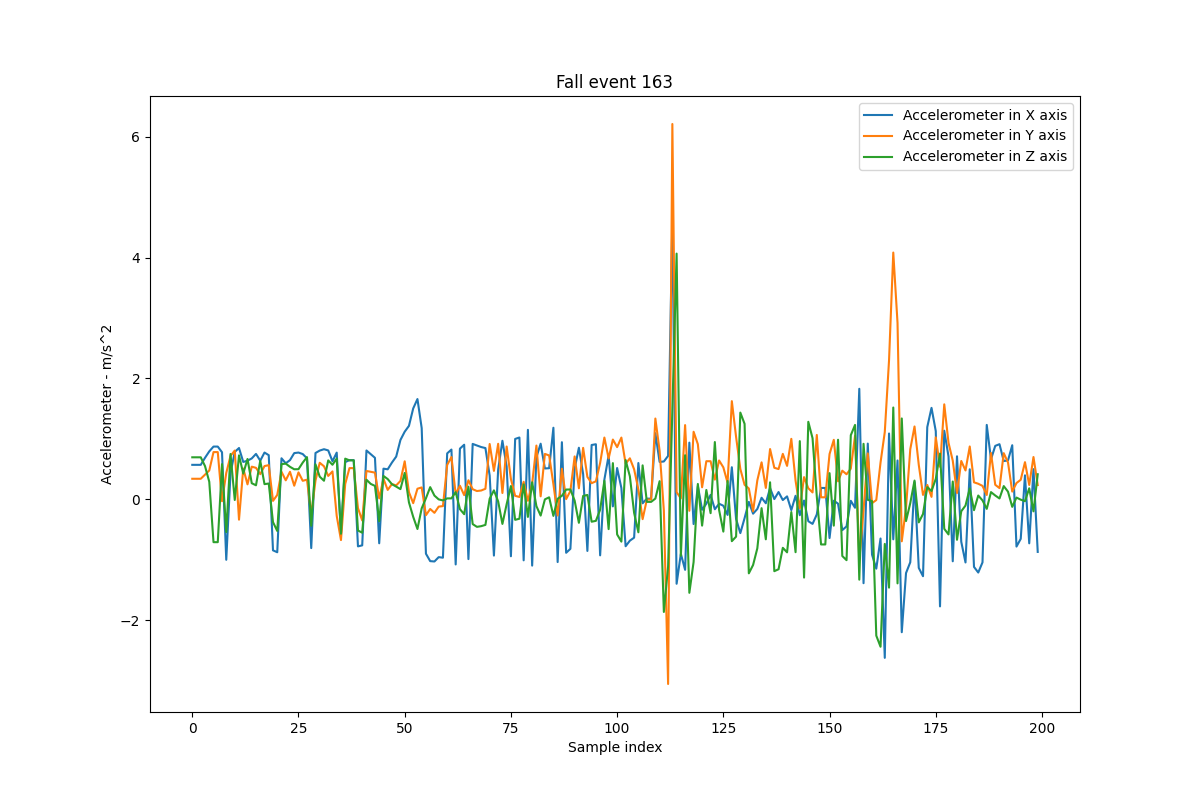 Fall event 163
Accelerometer in X axis
Accelerometer in Y axis
Accelerometer in Z axis
Accelerometer - m/s^2
6
4
2
0
−2
0 25 50 75 100 125 150 175 200
Sample index